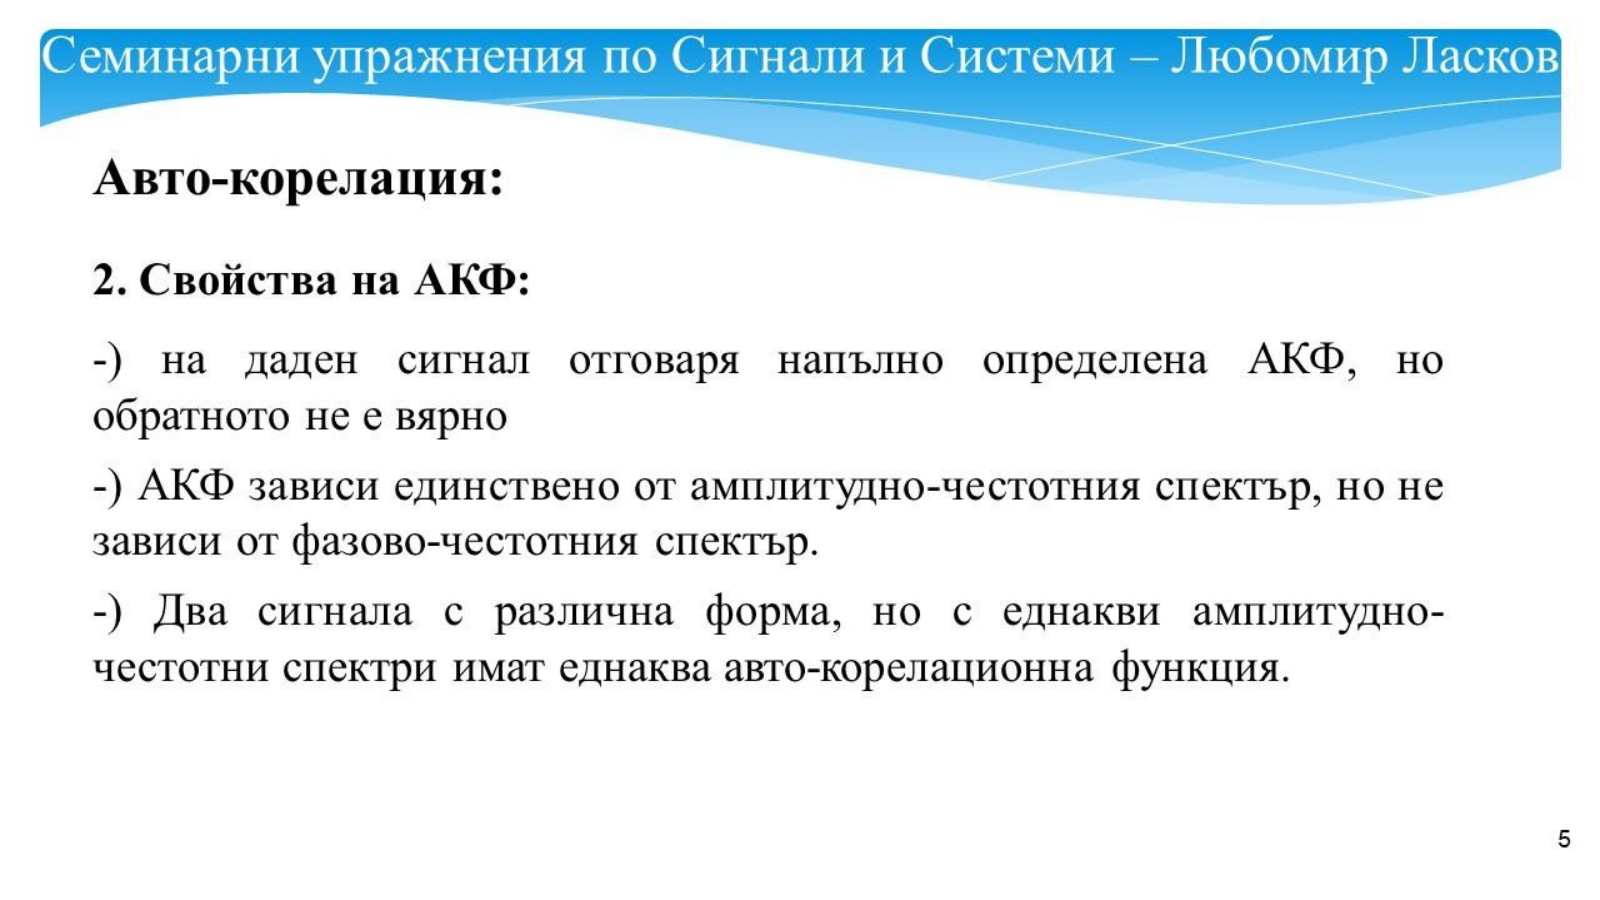 Семинарни упражнения по Сигнали и Системи – Любомир Ласков
Авто-корелация:
2. Свойства на АКФ:
-) на даден сигнал отговаря напълно определена АКФ, но
обратното не е вярно
-) АКФ зависи единствено от амплитудно-честотния спектър, но не
зависи от фазово-честотния спектър.
-) Два сигнала с различна форма, но с еднакви амплитудно-
честотни спектри имат еднаква авто-корелационна функция.
5